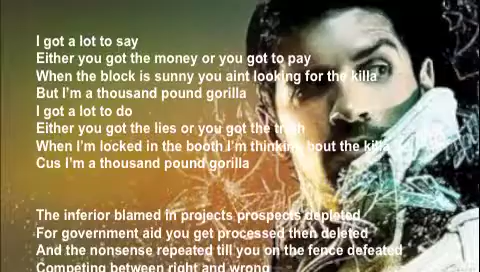 I got a lot to say
Either you got the money or you got to pay
When the block is sunny you aint looking for the killa
But I'm a thousand pound gorilla
I got a lot to do
Either you got the lies or you got the truth
When I'm locked in the booth I'm thinking bout the killa
Cus I'm a thousand pound gorilla
The inferior blamed in projects prospects depleted
For government aid you get processed then deleted
And the nonsense repeated till you on the fence defeated
Competing between right and wrong